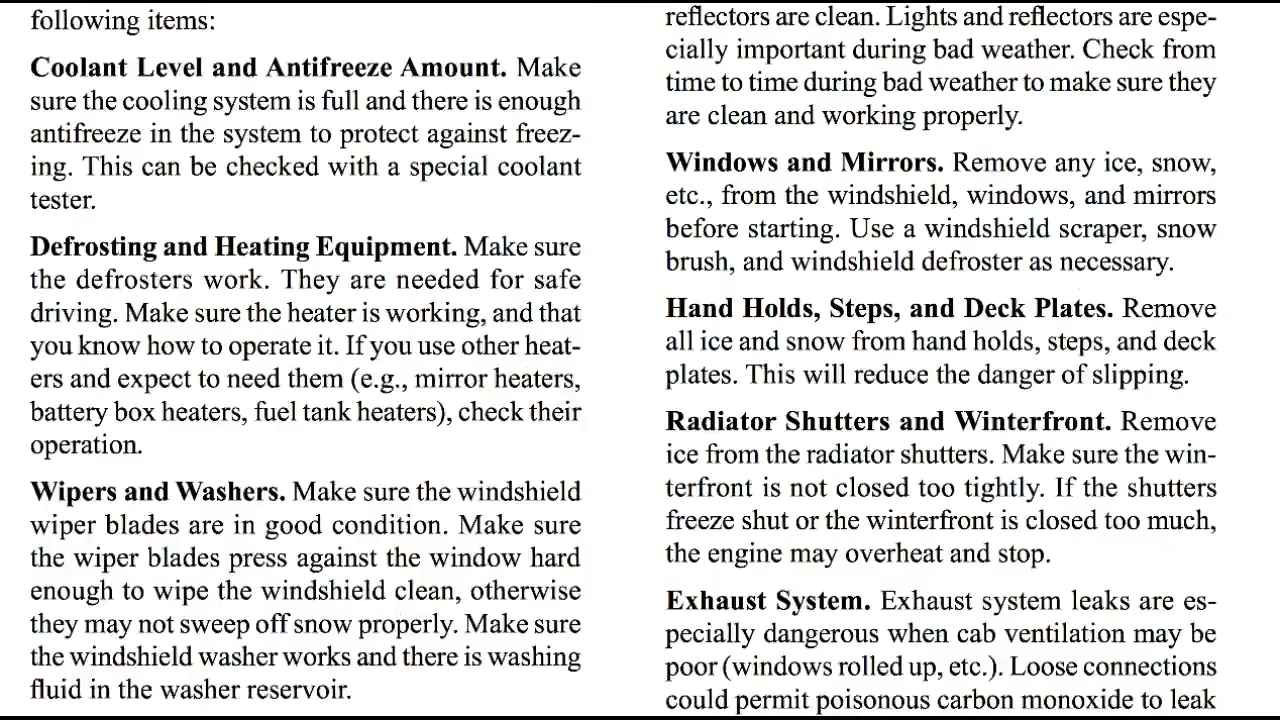 following items:
Coolant Level and Antifreeze Amount. Make
sure the cooling system is full and there is enough
antifreeze in the system to protect against freez-
ing. This can be checked with a special coolant
tester.
Defrosting and Heating Equipment. Make sure
the defrosters work. They are needed for safe
driving. Make sure the heater is working, and that
you know how to operate it. If you use other heat-
ers and expect to need them (e.g., mirror heaters,
battery box heaters, fuel tank heaters), check their
operation.
Wipers and Washers. Make sure the windshield
wiper blades are in good condition. Make sure
the wiper blades press against the window hard
enough to wipe the windshield clean, otherwise
they may not sweep off snow properly. Make sure
the windshield washer works and there is washing
fluid in the washer reservoir.
reflectors are clean. Lights and reflectors are espe-
cially important during bad weather. Check from
time to time during bad weather to make sure they
are clean and working properly.
Windows and Mirrors. Remove any ice, snow,
etc., from the windshield, windows, and mirrors
before starting. Use a windshield scraper, snow
brush, and windshield defroster as necessary.
Hand Holds, Steps, and Deck Plates. Remove
all ice and snow from hand holds, steps, and deck
plates. This will reduce the danger of slipping.
Radiator Shutters and Winterfront. Remove
ice from the radiator shutters. Make sure the win-
terfront is not closed too tightly. If the shutters
freeze shut or the winterfront is closed too much,
the engine may overheat and stop.
Exhaust System. Exhaust system leaks are es-
pecially dangerous when cab ventilation may be
poor (windows rolled up, etc.). Loose connections
could permit poisonous carbon monoxide to leak